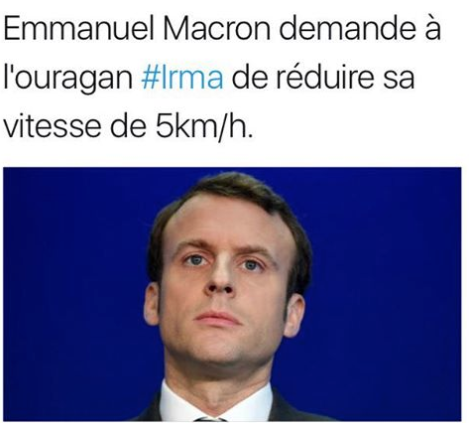 Emmanuel Macron demande à
l'ouragan #Irma de réduire sa
vitesse de 5km/h.